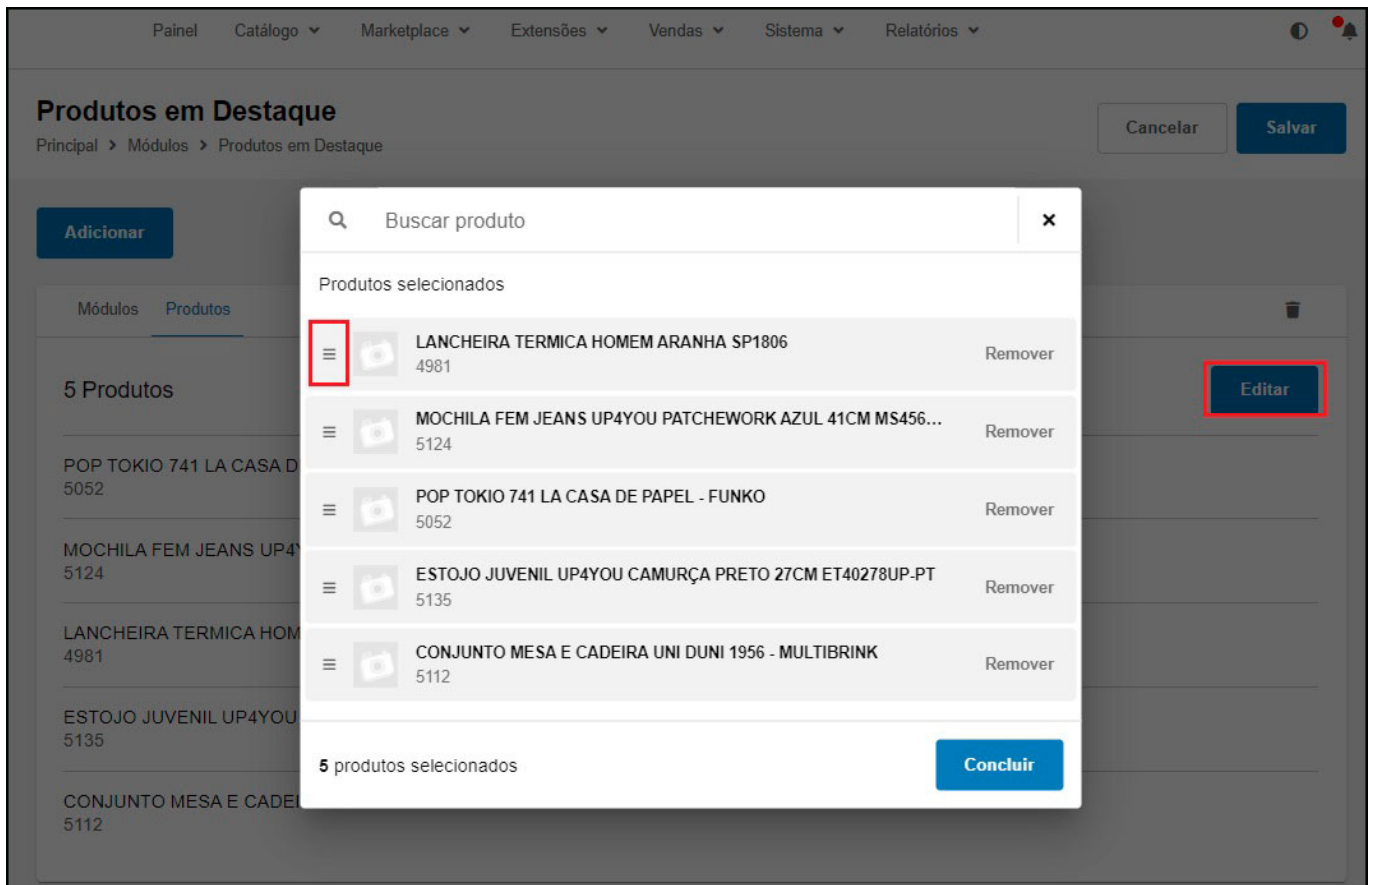 Painel Catálogo Marketplace Extensões Vendas Sistema Relatórios
Produtos em Destaque
Principal > Módulos > Produtos em Destaque
Cancelar Salvar
Adicionar
Módulos Produtos
5 Produtos
Editar
POP TOKIO 741 LA CASA D
5052
MOCHILA FEM JEANS UP4
5124
LANCHEIRA TERMICA HOM
4981
ESTOJO JUVENIL UP4YOU
5135
CONJUNTO MESA E CADEI
5112
Buscar produto
Produtos selecionados
LANCHEIRA TERMICA HOMEM ARANHA SP1806
4981
Remover
MOCHILA FEM JEANS UP4YOU PATCHEWORK AZUL 41CM MS456...
5124
Remover
POP TOKIO 741 LA CASA DE PAPEL - FUNKO
5052
Remover
ESTOJO JUVENIL UP4YOU CAMURÇA PRETO 27CM ET40278UP-PT
5135
Remover
CONJUNTO MESA E CADEIRA UNI DUNI 1956 - MULTIBRINK
5112
Remover
5 produtos selecionados
Concluir